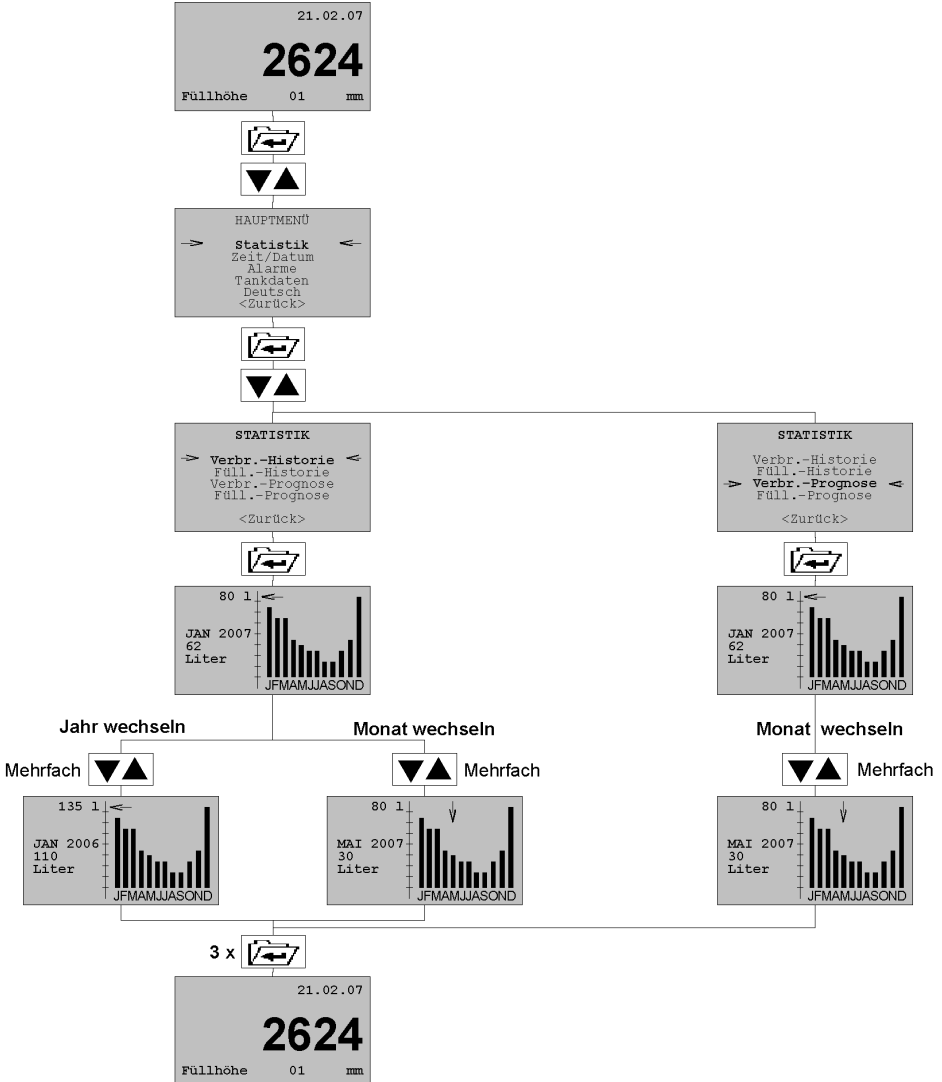 21.02.07
2624
Füllhöhe 01 mm
HAUPTMENÜ
Statistik
Zeit/Datum
Alarme
Tankdaten
Deutsch
<Zurück>
STATISTIK
Verbr.-Historie
Füll.-Historie
Verbr.-Prognose
Füll.-Prognose
<Zurück>
STATISTIK
Verbr.-Historie
Füll.-Historie
Verbr.-Prognose
Füll.-Prognose
<Zurück>
80 l
JAN 2007
62
Liter
JFMAMJJASOND
80 l
JAN 2007
62
Liter
JFMAMJJASOND
Jahr wechseln
Monat wechseln
Monat wechseln
Mehrfach
Mehrfach
Mehrfach
135 l
JAN 2006
110
Liter
JFMAMJJASOND
80 l
MAI 2007
30
Liter
JFMAMJJASOND
80 l
MAI 2007
30
Liter
JFMAMJJASOND
3 x
21.02.07
2624
Füllhöhe 01 mm